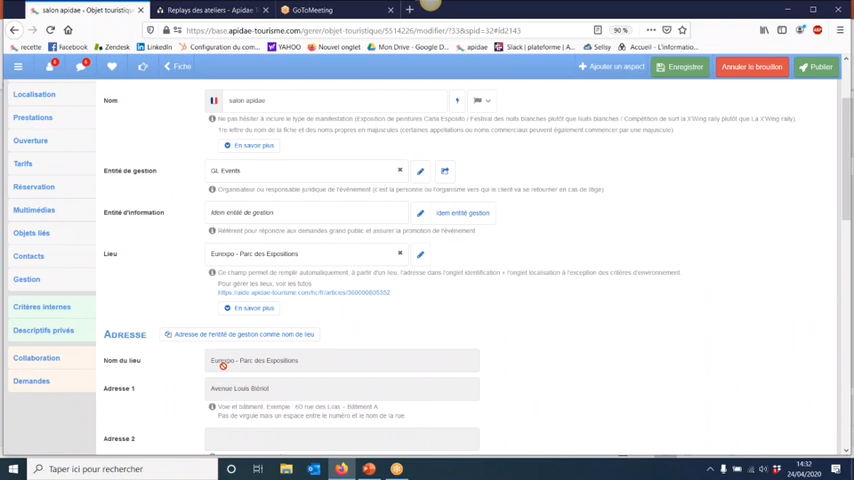 salon apidae ‹ Objet touristique
Replays des ateliers - Apidae T
GoToMeeting
https://base.apidae-tourisme.com/gerer/objet-touristique/5514226/modifier/?33&spid=32#id2143
90 %
recette
Facebook
Zendesk
LinkedIn
Configuration du com...
YAHOO
Nouvel onglet
Mon Drive - Google D...
apidae
Slack | plateforme | A...
Sellsy
Accueil | L'informatio...
Fiche
Ajouter un aspect
Enregistrer
Annuler le brouillon
Publier
Localisation
Prestations
Ouverture
Tarifs
Réservation
Multimédias
Objets liés
Contacts
Gestion
Critères internes
Descriptifs privés
Collaboration
Demandes
Nom
salon apidae
Ne pas hésiter à inclure le type de manifestation (Exposition de peintures Carla Esposito / Festival des nuits blanches plutôt que Nuits blanches / Compétition de surf la X'Wing rally plutôt que La X'Wing rally)
1re lettre du nom de la fiche et des noms propres en majuscules (certaines appellations ou noms commerciaux peuvent également commencer par une majuscule)
En savoir plus
Entité de gestion
GL Events
Organisateur ou responsable juridique de l'événement (c'est la personne ou l'organisme vers qui le client va se retourner en cas de litige)
Entité d'information
Idem entité de gestion
Idem entité gestion
Référent pour répondre aux demandes grand public et assurer la promotion de l'événement
Lieu
Eurexpo - Parc des Expositions
Ce champ permet de remplir automatiquement, à partir d'un lieu, l'adresse dans l'onglet identification + l'onglet localisation à l'exception des critères d'environnement.
Pour gérer les lieux, voir les tutos :
https://aide.apidae-tourisme.com/hc/fr/articles/360000835352
En savoir plus
ADRESSE
Adresse de l'entité de gestion comme nom de lieu
Nom du lieu
Eurexpo - Parc des Expositions
Adresse 1
Avenue Louis Blériot
Voie et bâtiment. Exemple : 60 rue des Lilas – Bâtiment A
Pas de virgule mais un espace entre le numéro et le nom de la rue
Adresse 2
Taper ici pour rechercher
14:32
24/04/2020